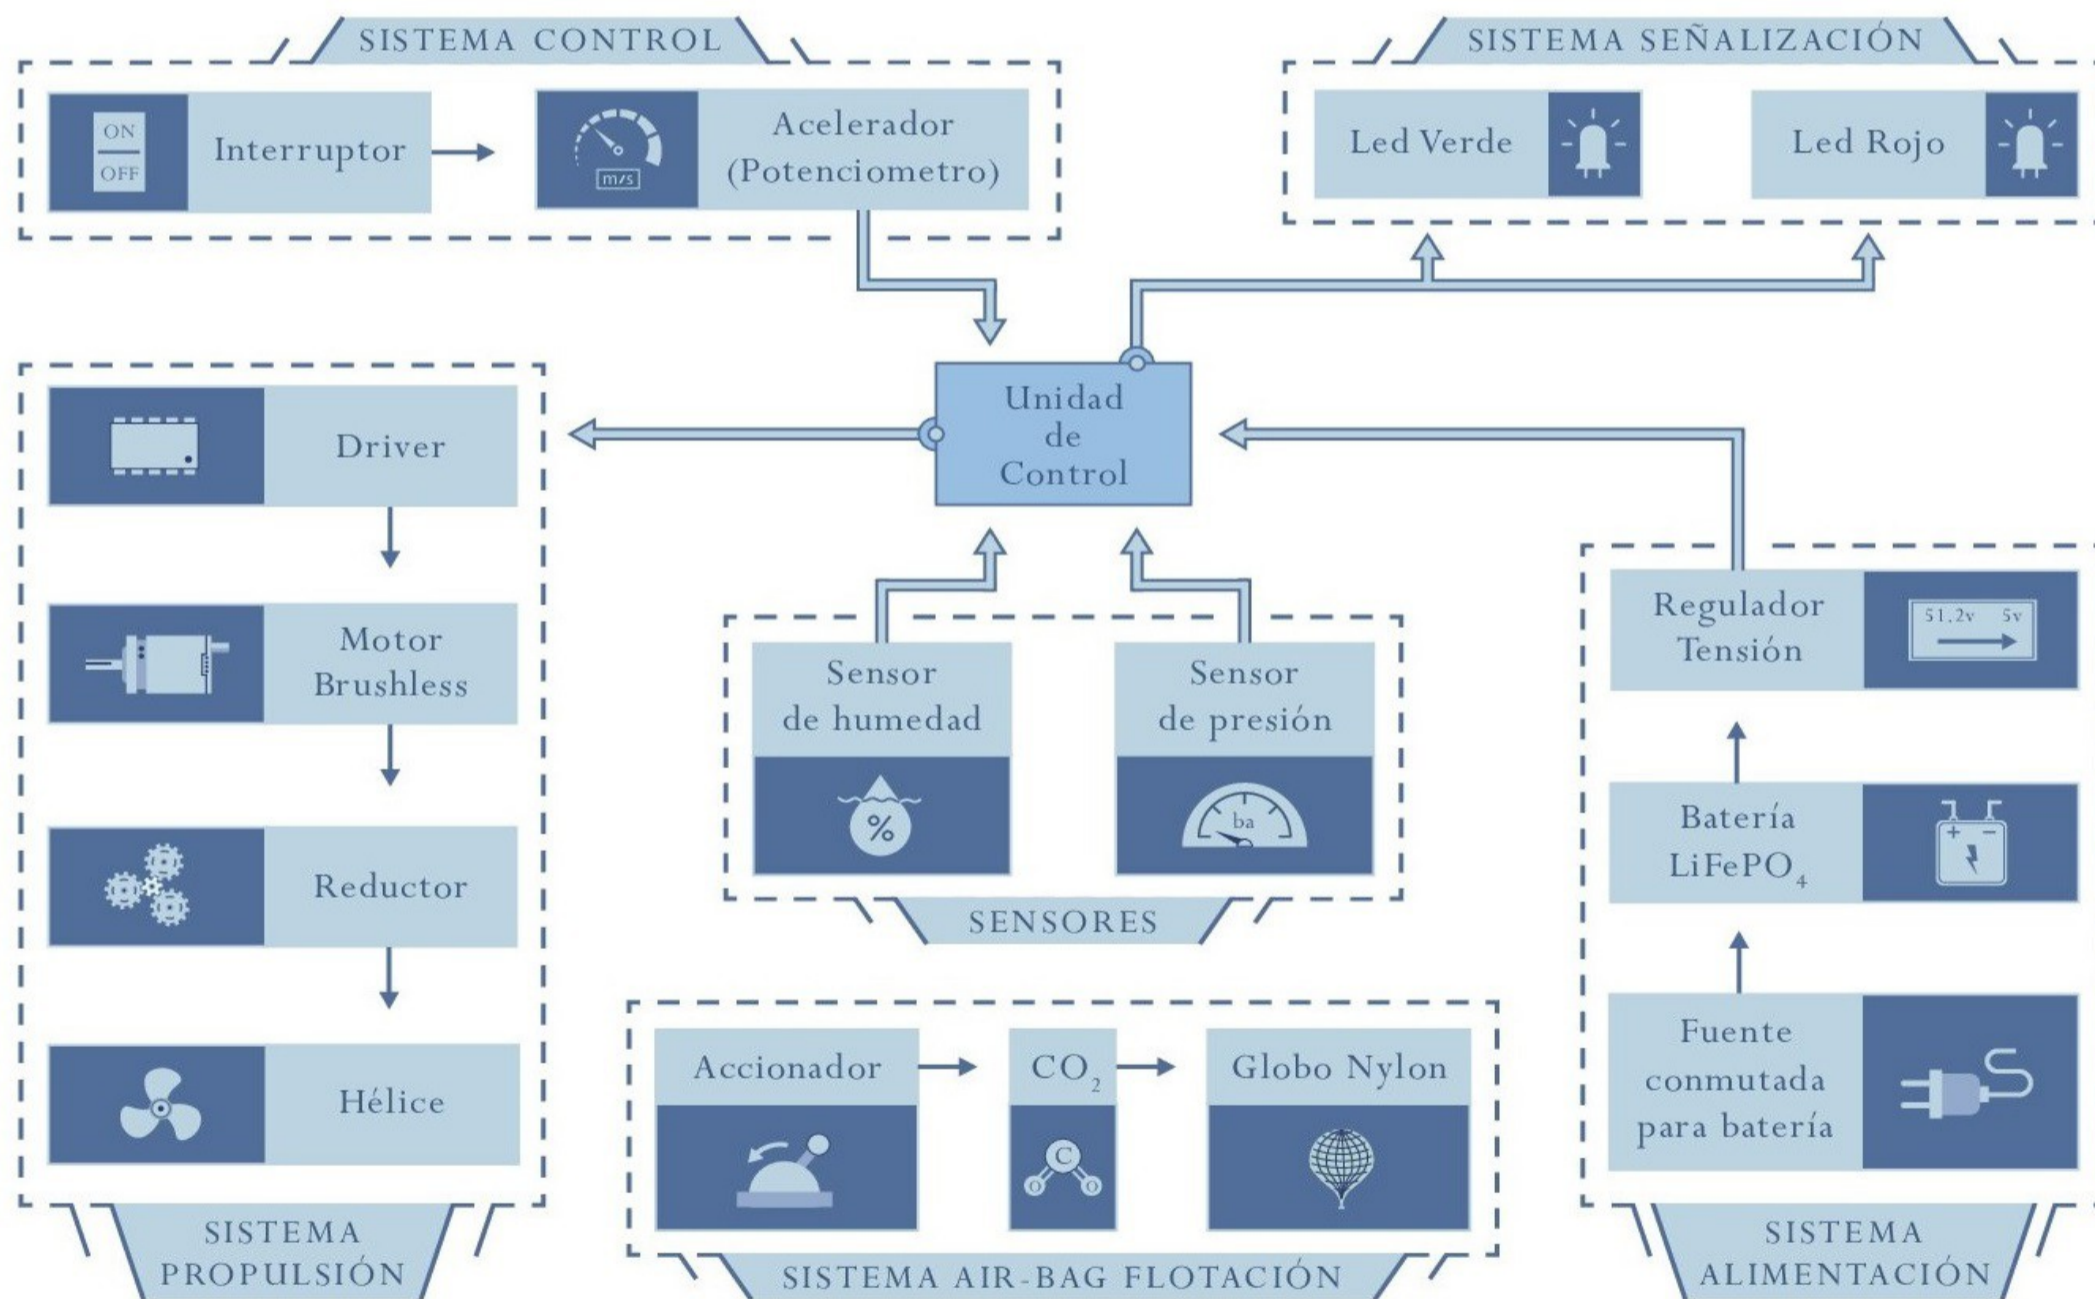 SISTEMA CONTROL
ON
OFF
Interruptor
m/s
Acelerador
(Potenciometro)
SISTEMA SEÑALIZACIÓN
Led Verde
Led Rojo
Unidad
de
Control
Driver
Motor
Brushless
Reductor
Hélice
SISTEMA
PROPULSIÓN
Sensor
de humedad
%
Sensor
de presión
ba
SENSORES
Accionador
CO₂
C
O O
Globo Nylon
SISTEMA AIR-BAG FLOTACIÓN
Regulador
Tensión
51.2v 5v
Batería
LiFePO₄
+ −
Fuente
conmutada
para batería
SISTEMA
ALIMENTACIÓN